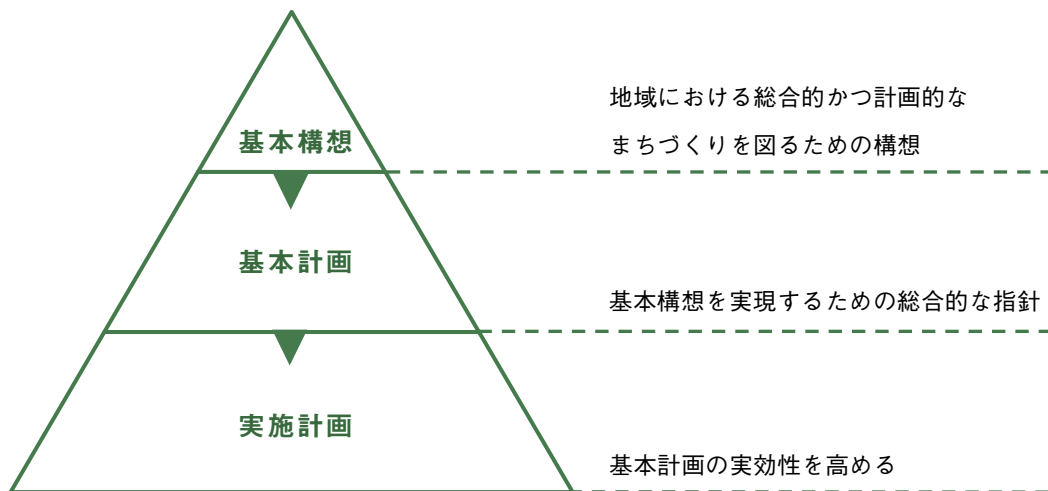 基本構想
地域における総合的かつ計画的な
まちづくりを図るための構想
基本計画
基本構想を実現するための総合的な指針
実施計画
基本計画の実効性を高める